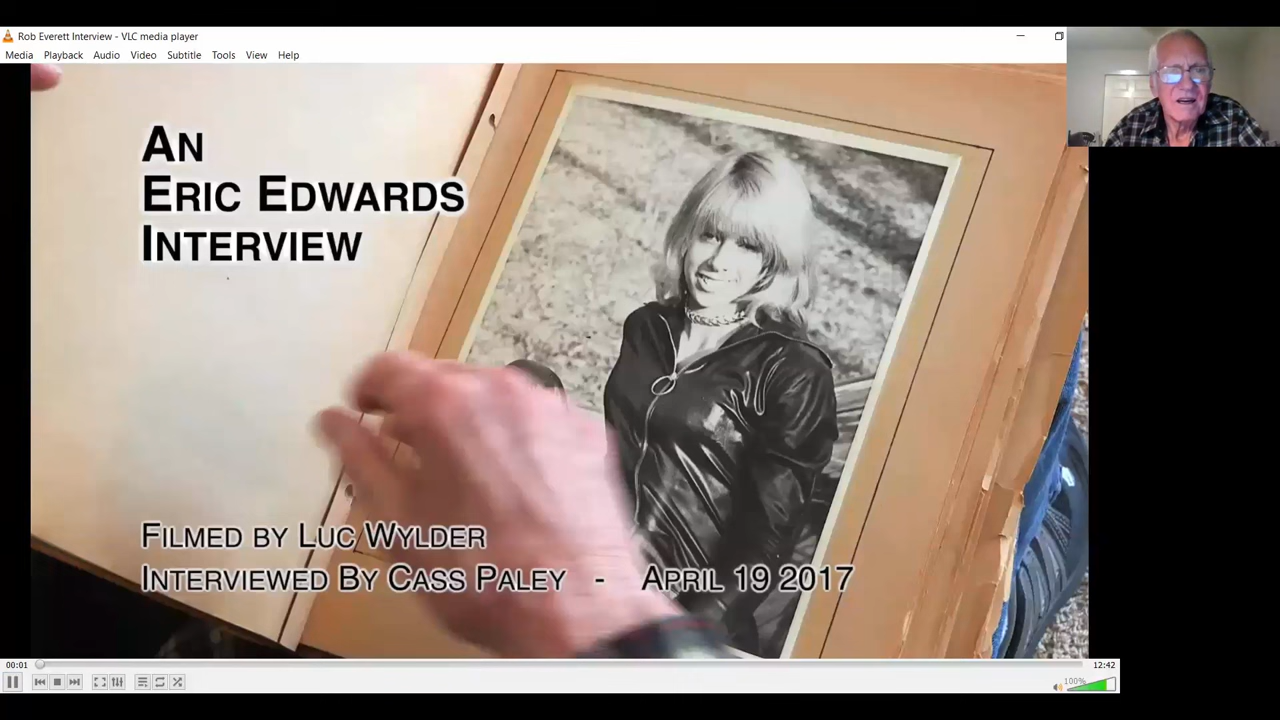 Rob Everett Interview - VLC media player
Media Playback Audio Video Subtitle Tools View Help
AN
ERIC EDWARDS
INTERVIEW
FILMED BY LUC WYLDER
INTERVIEWED BY CASS PALEY - APRIL 19 2017
00:01
12:42
100%